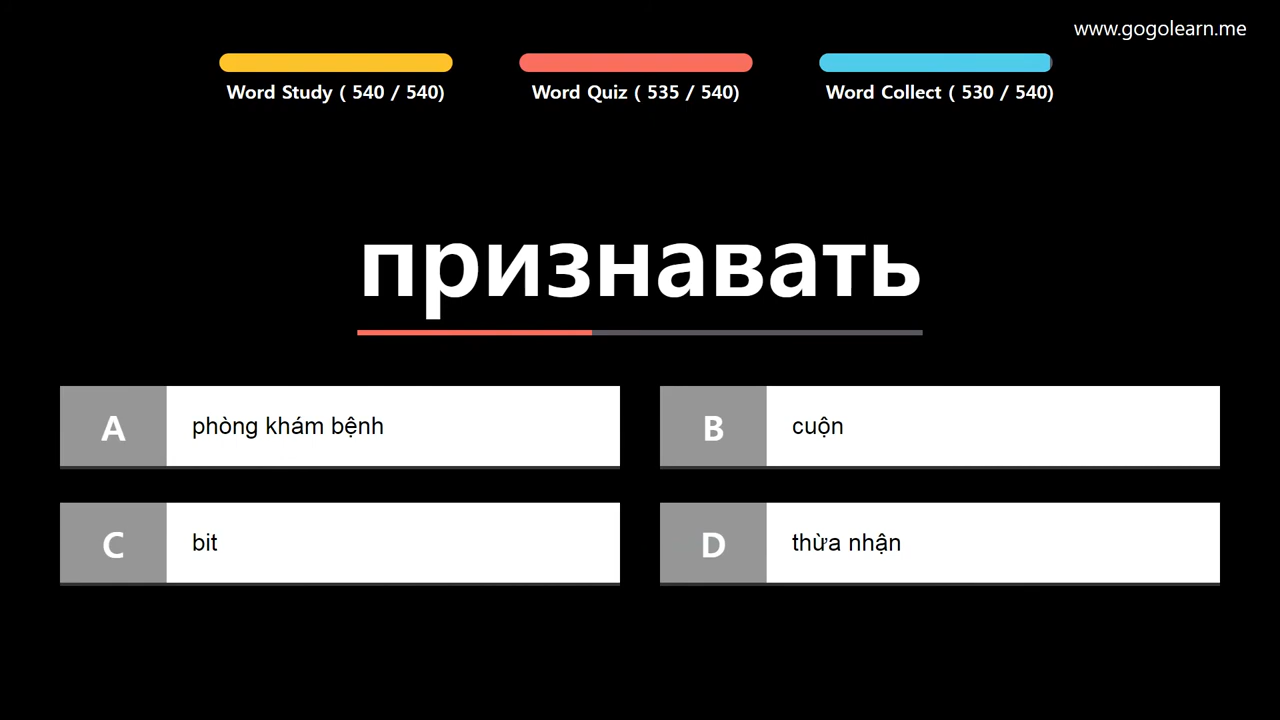 www.gogolearn.me
Word Study ( 540 / 540)
Word Quiz ( 535 / 540)
Word Collect ( 530 / 540)
признавать
A phòng khám bệnh
B cuộn
C bit
D thừa nhận